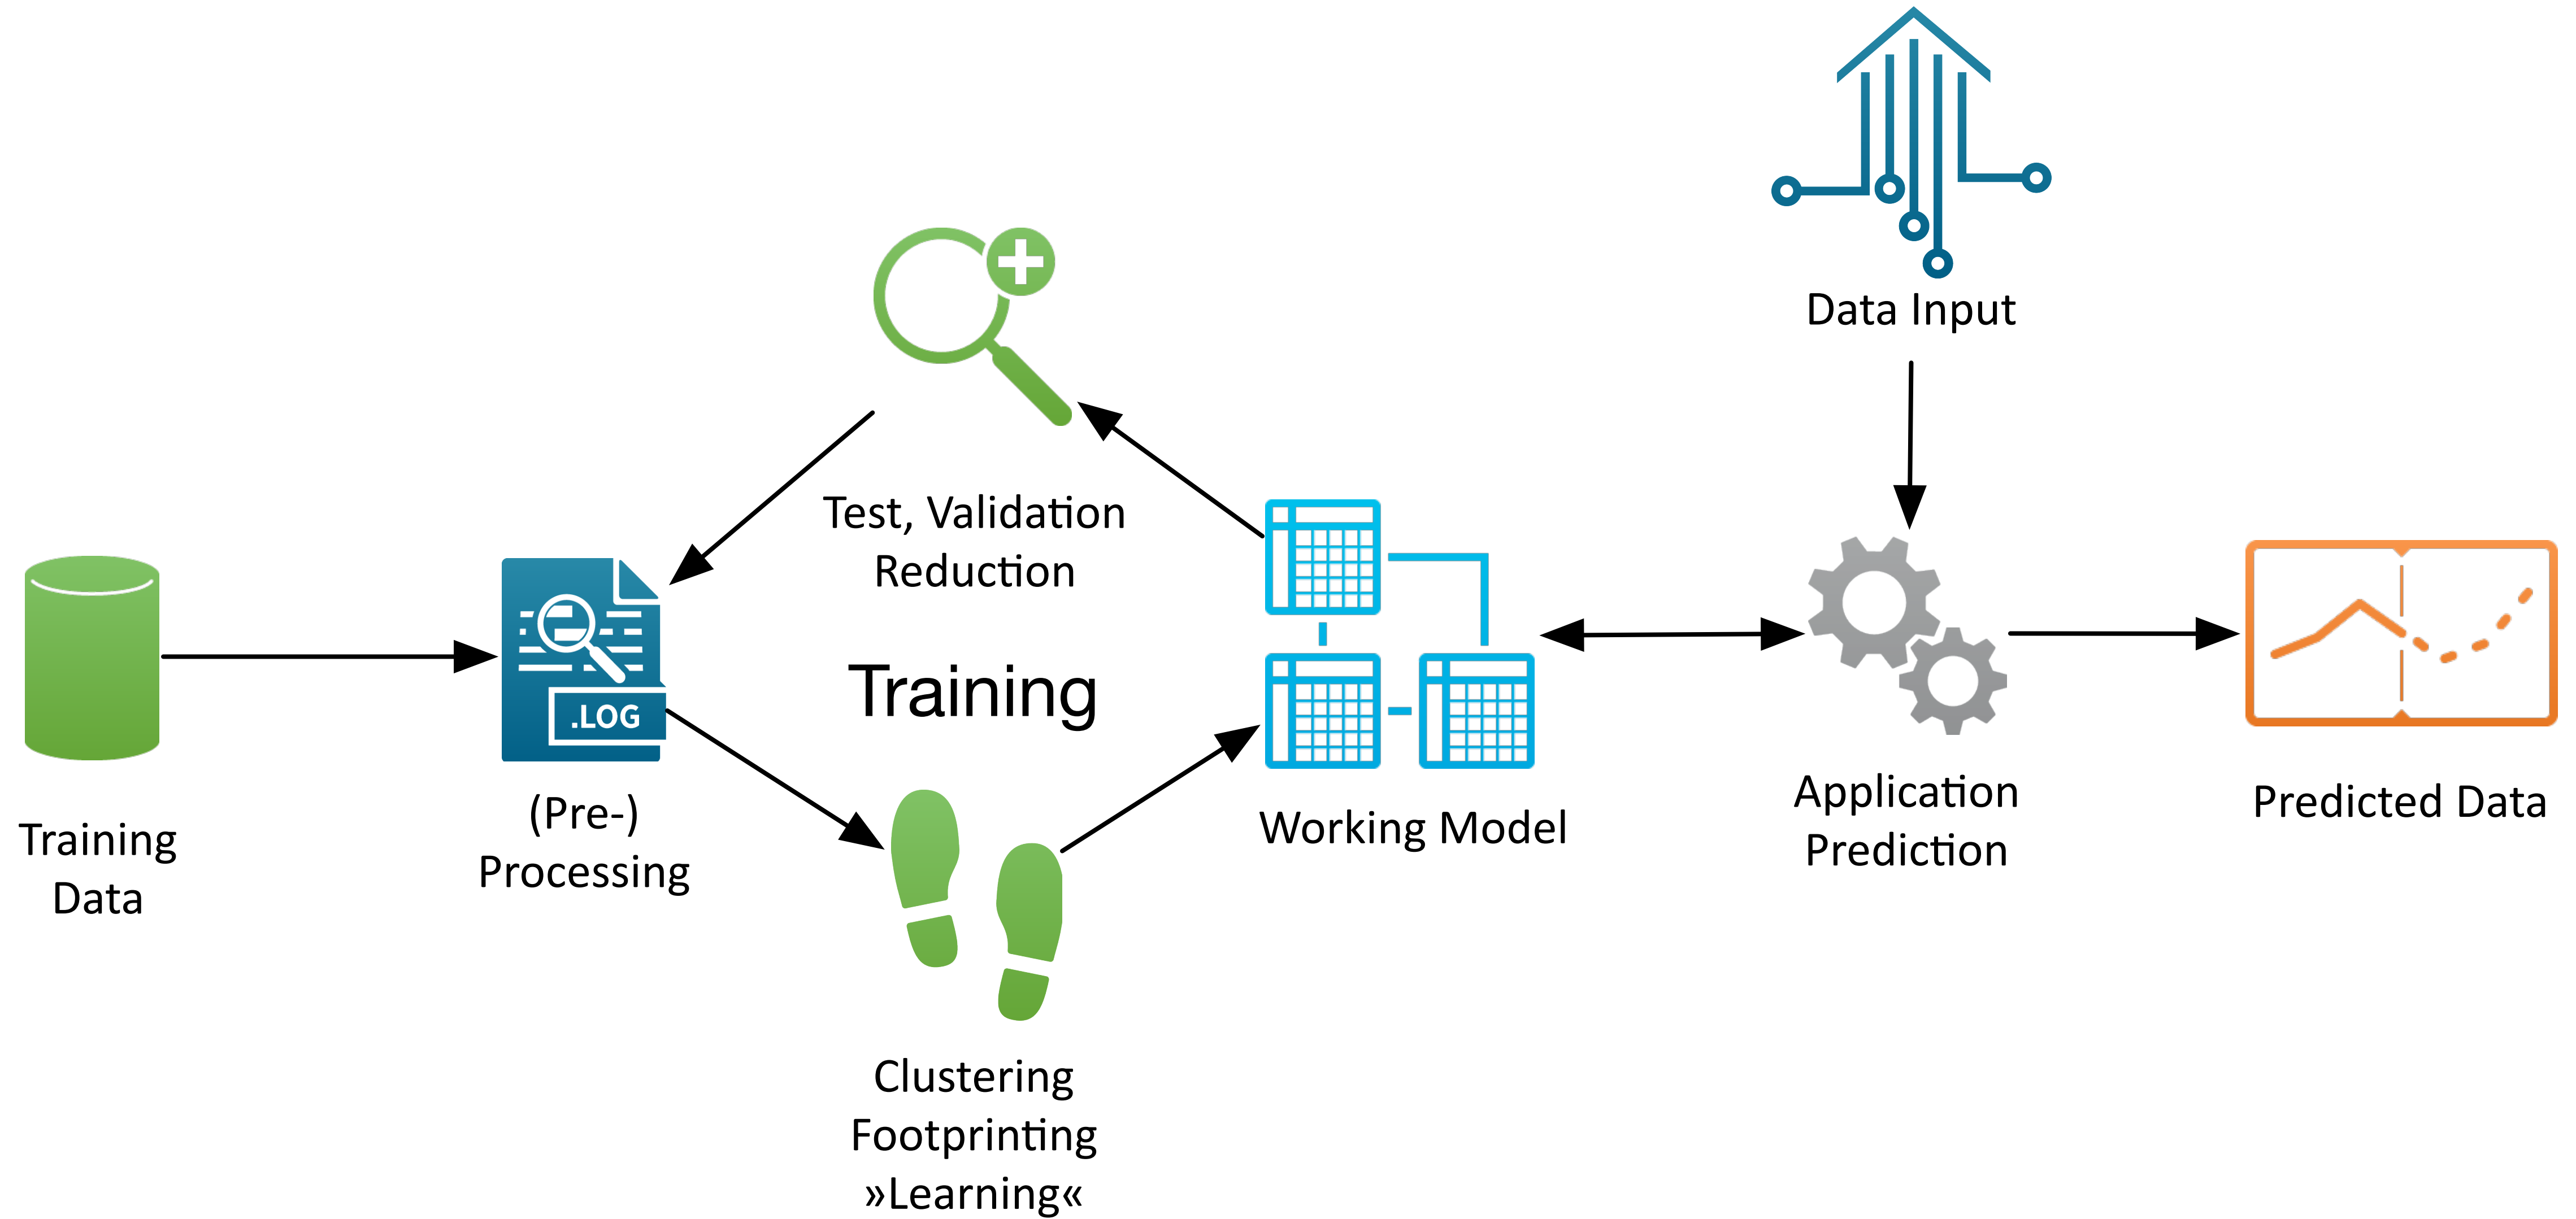 Training
Data
.LOG
(Pre-)
Processing
Test, Validation
Reduction
Training
Clustering
Footprinting
»Learning«
Working Model
Data Input
Application
Prediction
Predicted Data